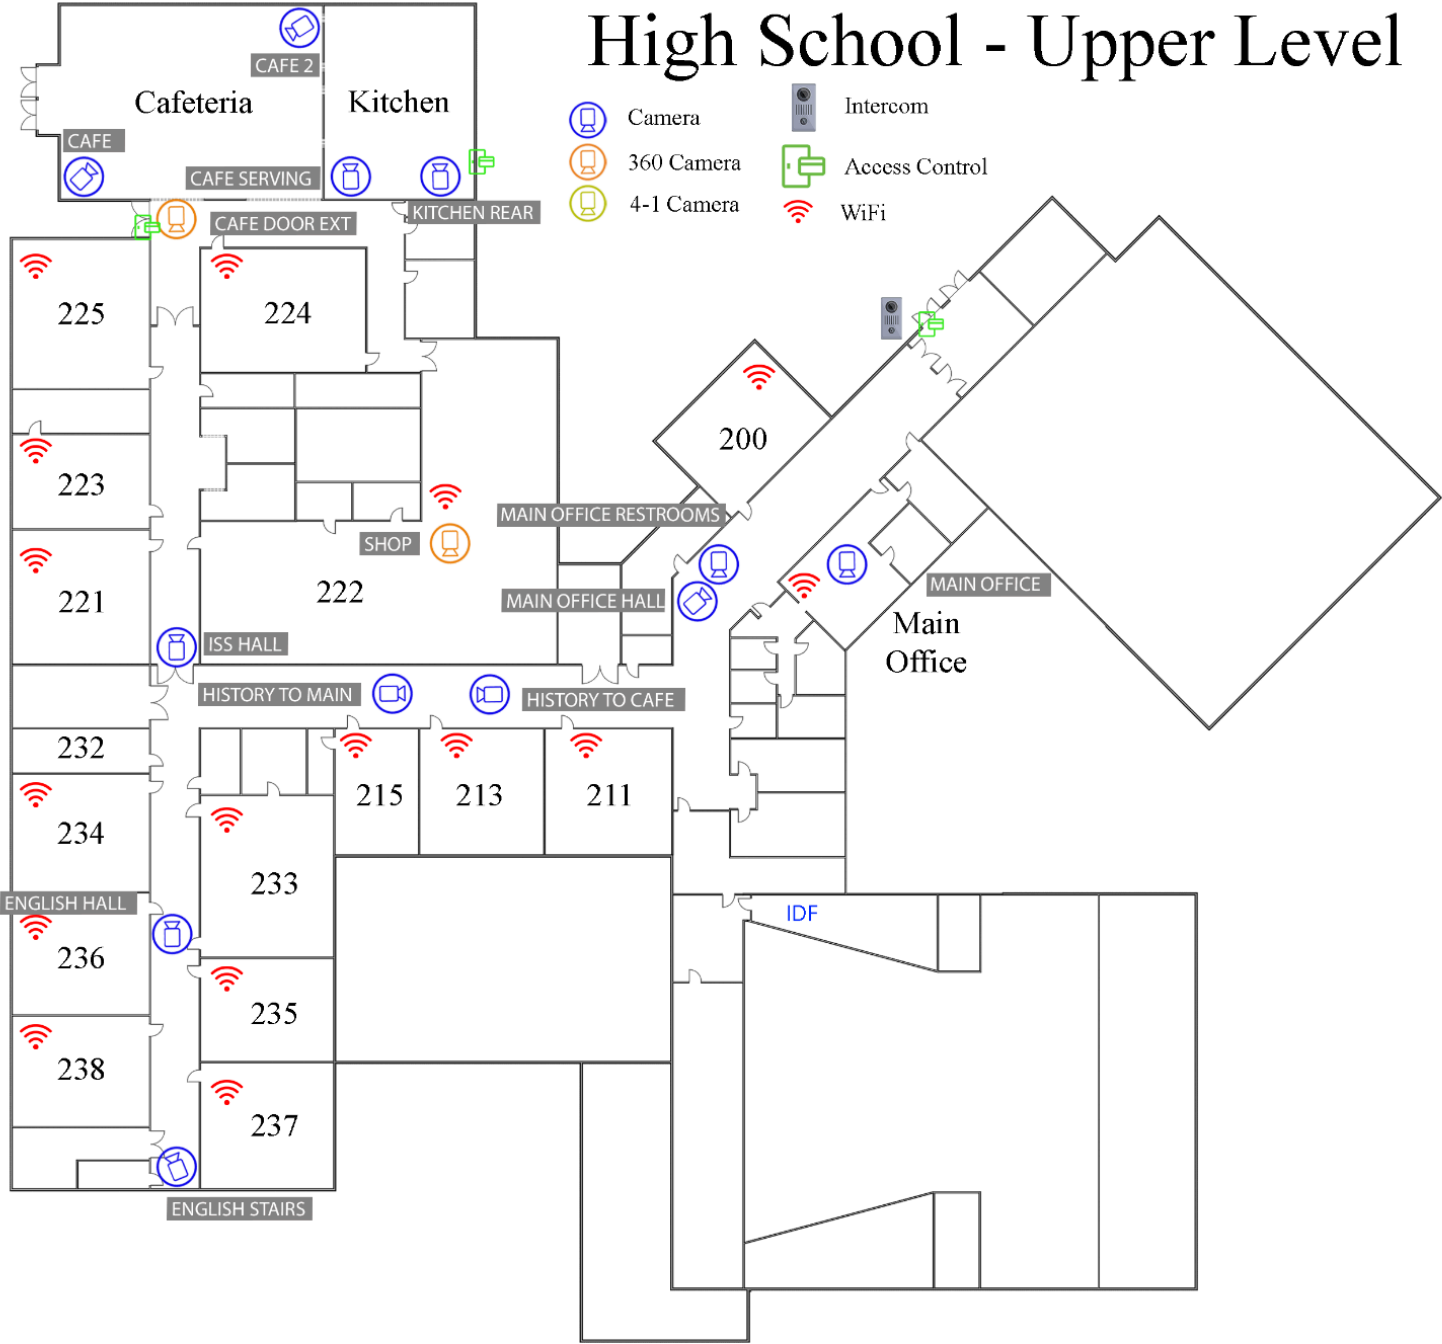 High School - Upper Level
CAFE 2
Cafeteria
Kitchen
Camera
Intercom
CAFE
360 Camera
Access Control
CAFE SERVING
4-1 Camera
WiFi
KITCHEN REAR
CAFE DOOR EXT
225
224
200
223
MAIN OFFICE RESTROOMS
SHOP
221
222
MAIN OFFICE HALL
MAIN OFFICE
Main
Office
ISS HALL
HISTORY TO MAIN
HISTORY TO CAFE
232
215
213
211
234
233
ENGLISH HALL
IDF
236
235
238
237
ENGLISH STAIRS